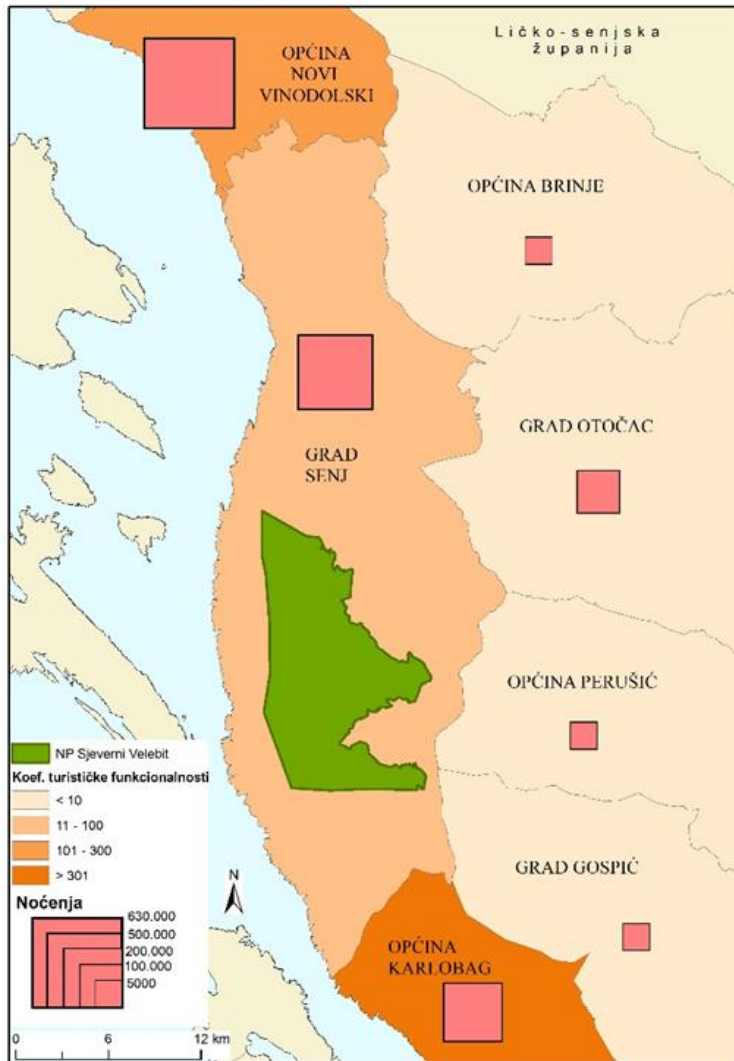 Ličko-senjska
županija
OPĆINA
NOVI
VINODOLSKI
OPĆINA BRINJE
GRAD OTOČAC
GRAD
SENJ
OPĆINA PERUŠIĆ
GRAD GOSPIĆ
OPĆINA
KARLOBAG
NP Sjeverni Velebit
Koef. turističke funkcionalnosti
< 10
11 - 100
101 - 300
> 301
N
Noćenja
630.000
500.000
200.000
100.000
5000
0 6 12 km